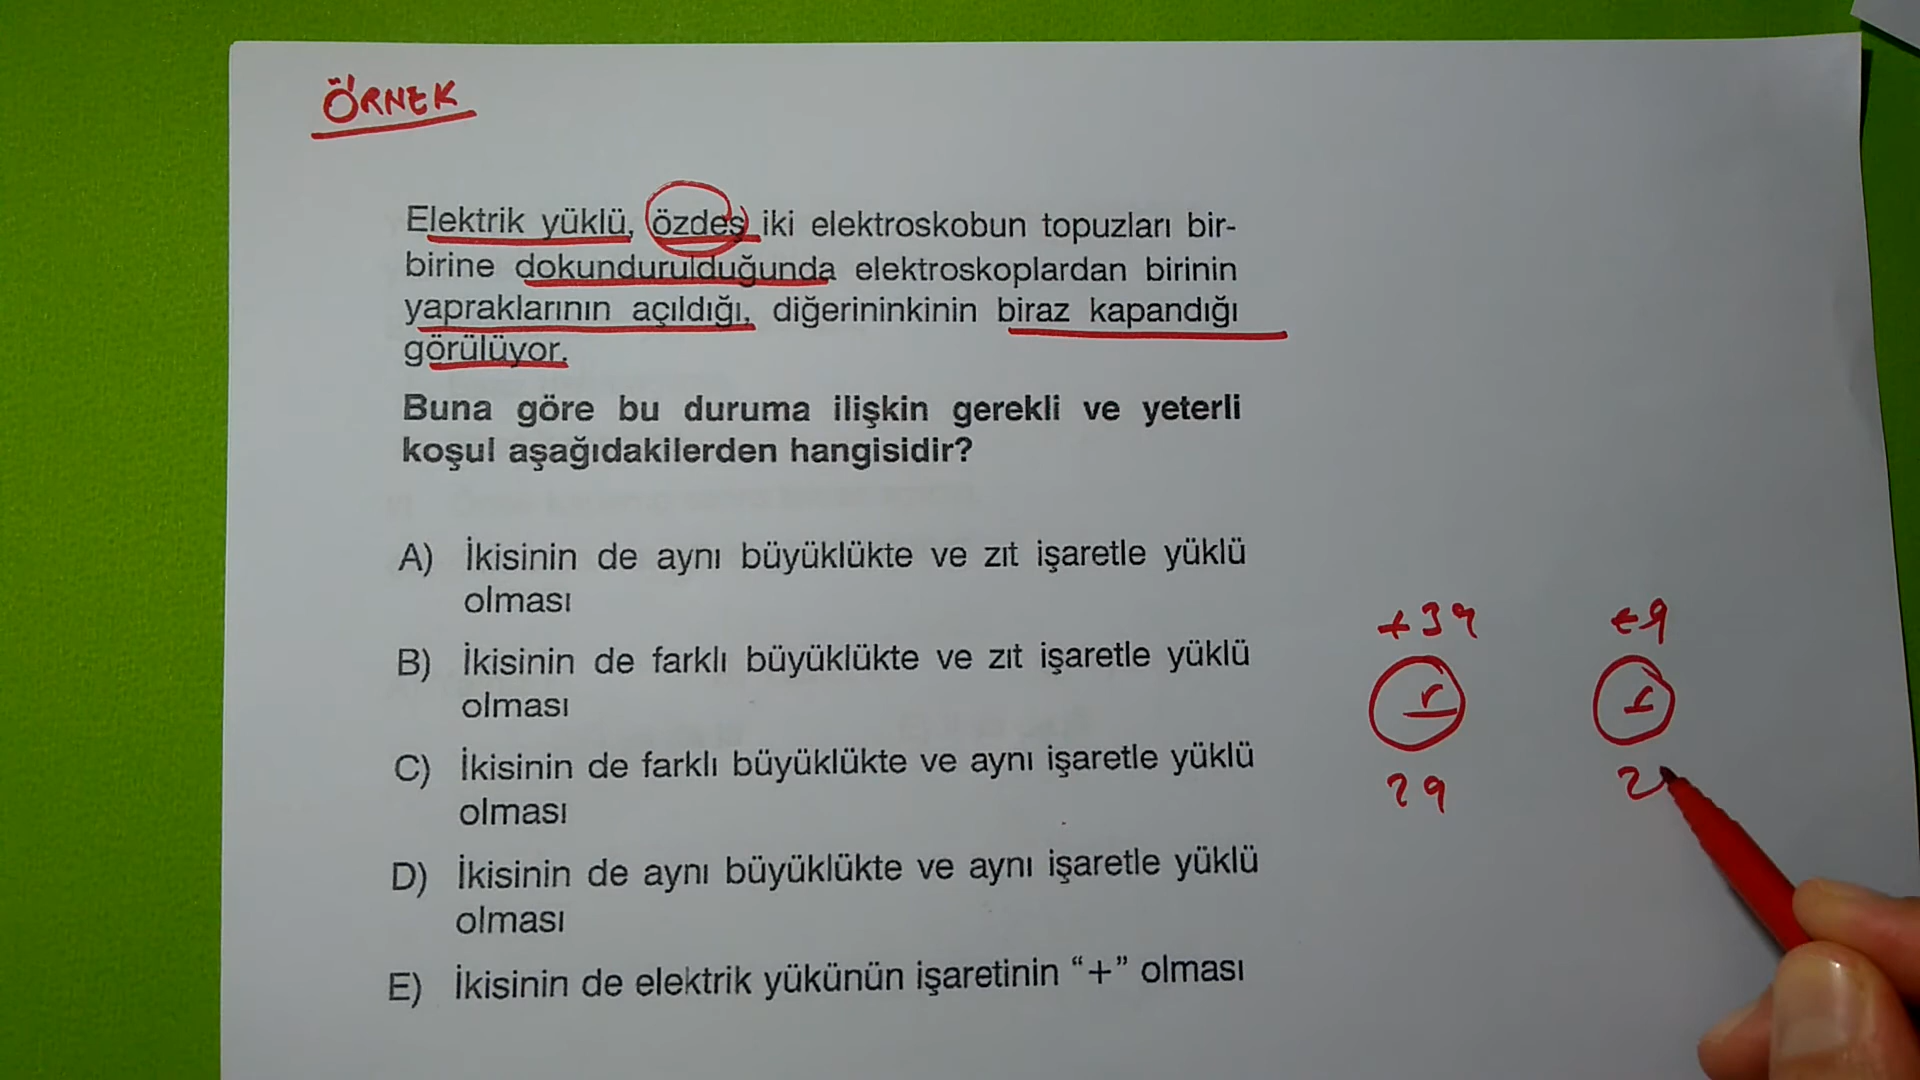 ÖRNEK
Elektrik yüklü, özdeş iki elektroskobun topuzları bir-
birine dokundurulduğunda elektroskoplardan birinin
yapraklarının açıldığı, diğerininkinin biraz kapandığı
görülüyor.
Buna göre bu duruma ilişkin gerekli ve yeterli
koşul aşağıdakilerden hangisidir?
A) İkisinin de aynı büyüklükte ve zıt işaretle yüklü
olması
B) İkisinin de farklı büyüklükte ve zıt işaretle yüklü
olması
C) İkisinin de farklı büyüklükte ve aynı işaretle yüklü
olması
D) İkisinin de aynı büyüklükte ve aynı işaretle yüklü
olması
E) İkisinin de elektrik yükünün işaretinin “+” olması
+3q +q
r r
2q 2